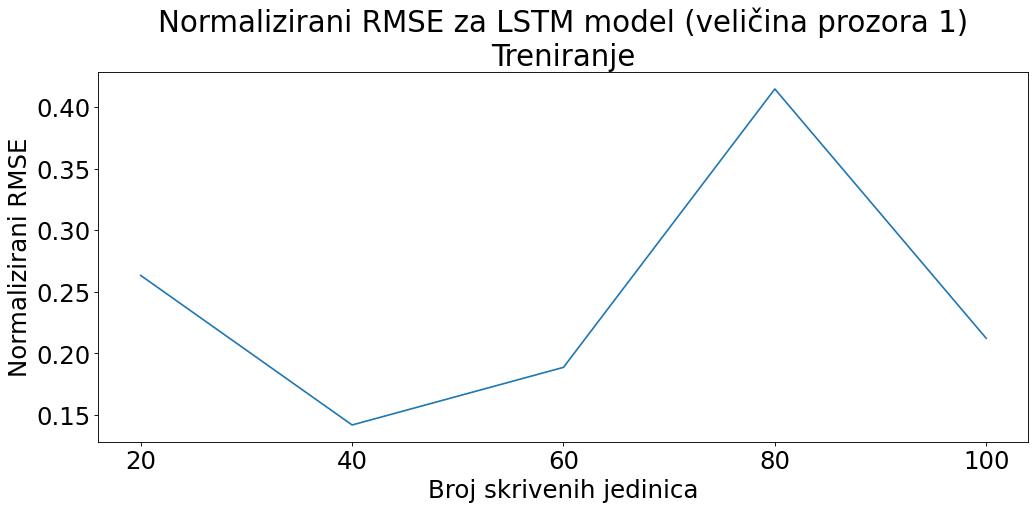 Normalizirani RMSE za LSTM model (veličina prozora 1)
Treniranje
Normalizirani RMSE
0.40
0.35
0.30
0.25
0.20
0.15
20 40 60 80 100
Broj skrivenih jedinica